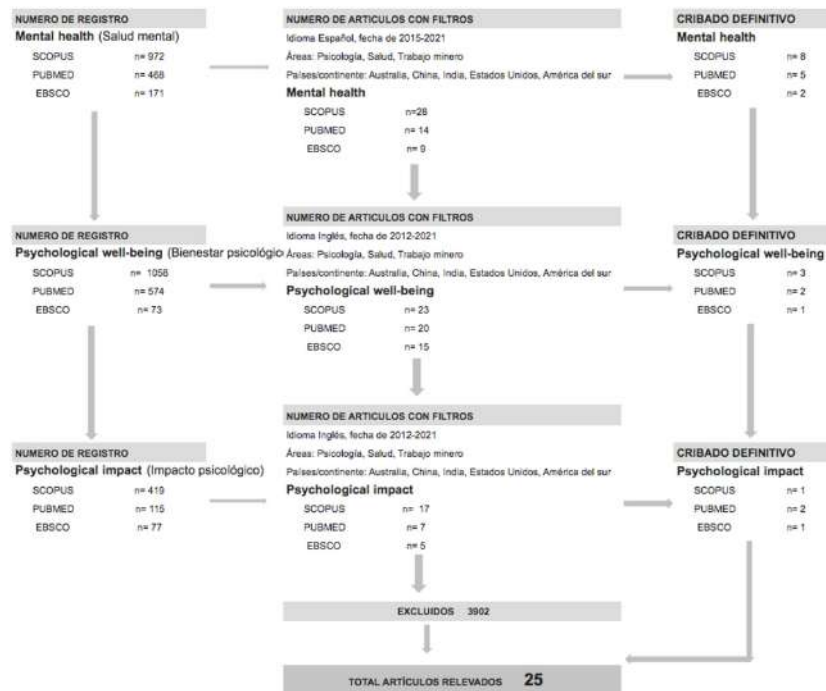 NUMERO DE REGISTRO
Mental health (Salud mental)
SCOPUS n= 972
PUBMED n= 468
EBSCO n= 171
NUMERO DE ARTICULOS CON FILTROS
Idioma Español, fecha de 2015-2021
Áreas: Psicología, Salud, Trabajo minero
Países/continente: Australia, China, India, Estados Unidos, América del sur
Mental health
SCOPUS n=28
PUBMED n= 14
EBSCO n= 9
CRIBADO DEFINITIVO
Mental health
SCOPUS n= 8
PUBMED n= 5
EBSCO n= 2
NUMERO DE REGISTRO
Psychological well-being (Bienestar psicológico
SCOPUS n= 1058
PUBMED n= 574
EBSCO n= 73
NUMERO DE ARTICULOS CON FILTROS
Idioma Inglés, fecha de 2012-2021
Áreas: Psicología, Salud, Trabajo minero
Países/continente: Australia, China, India, Estados Unidos, América del sur
Psychological well-being
SCOPUS n= 23
PUBMED n= 20
EBSCO n= 15
CRIBADO DEFINITIVO
Psychological well-being
SCOPUS n= 3
PUBMED n= 2
EBSCO n= 1
NUMERO DE REGISTRO
Psychological impact (Impacto psicológico)
SCOPUS n= 419
PUBMED n= 115
EBSCO n= 77
NUMERO DE ARTICULOS CON FILTROS
Idioma Inglés, fecha de 2012-2021
Áreas: Psicología, Salud, Trabajo minero
Países/continente: Australia, China, India, Estados Unidos, América del sur
Psychological impact
SCOPUS n= 17
PUBMED n= 7
EBSCO n= 5
CRIBADO DEFINITIVO
Psychological impact
SCOPUS n= 1
PUBMED n= 2
EBSCO n= 1
EXCLUIDOS 3902
TOTAL ARTÍCULOS RELEVADOS 25